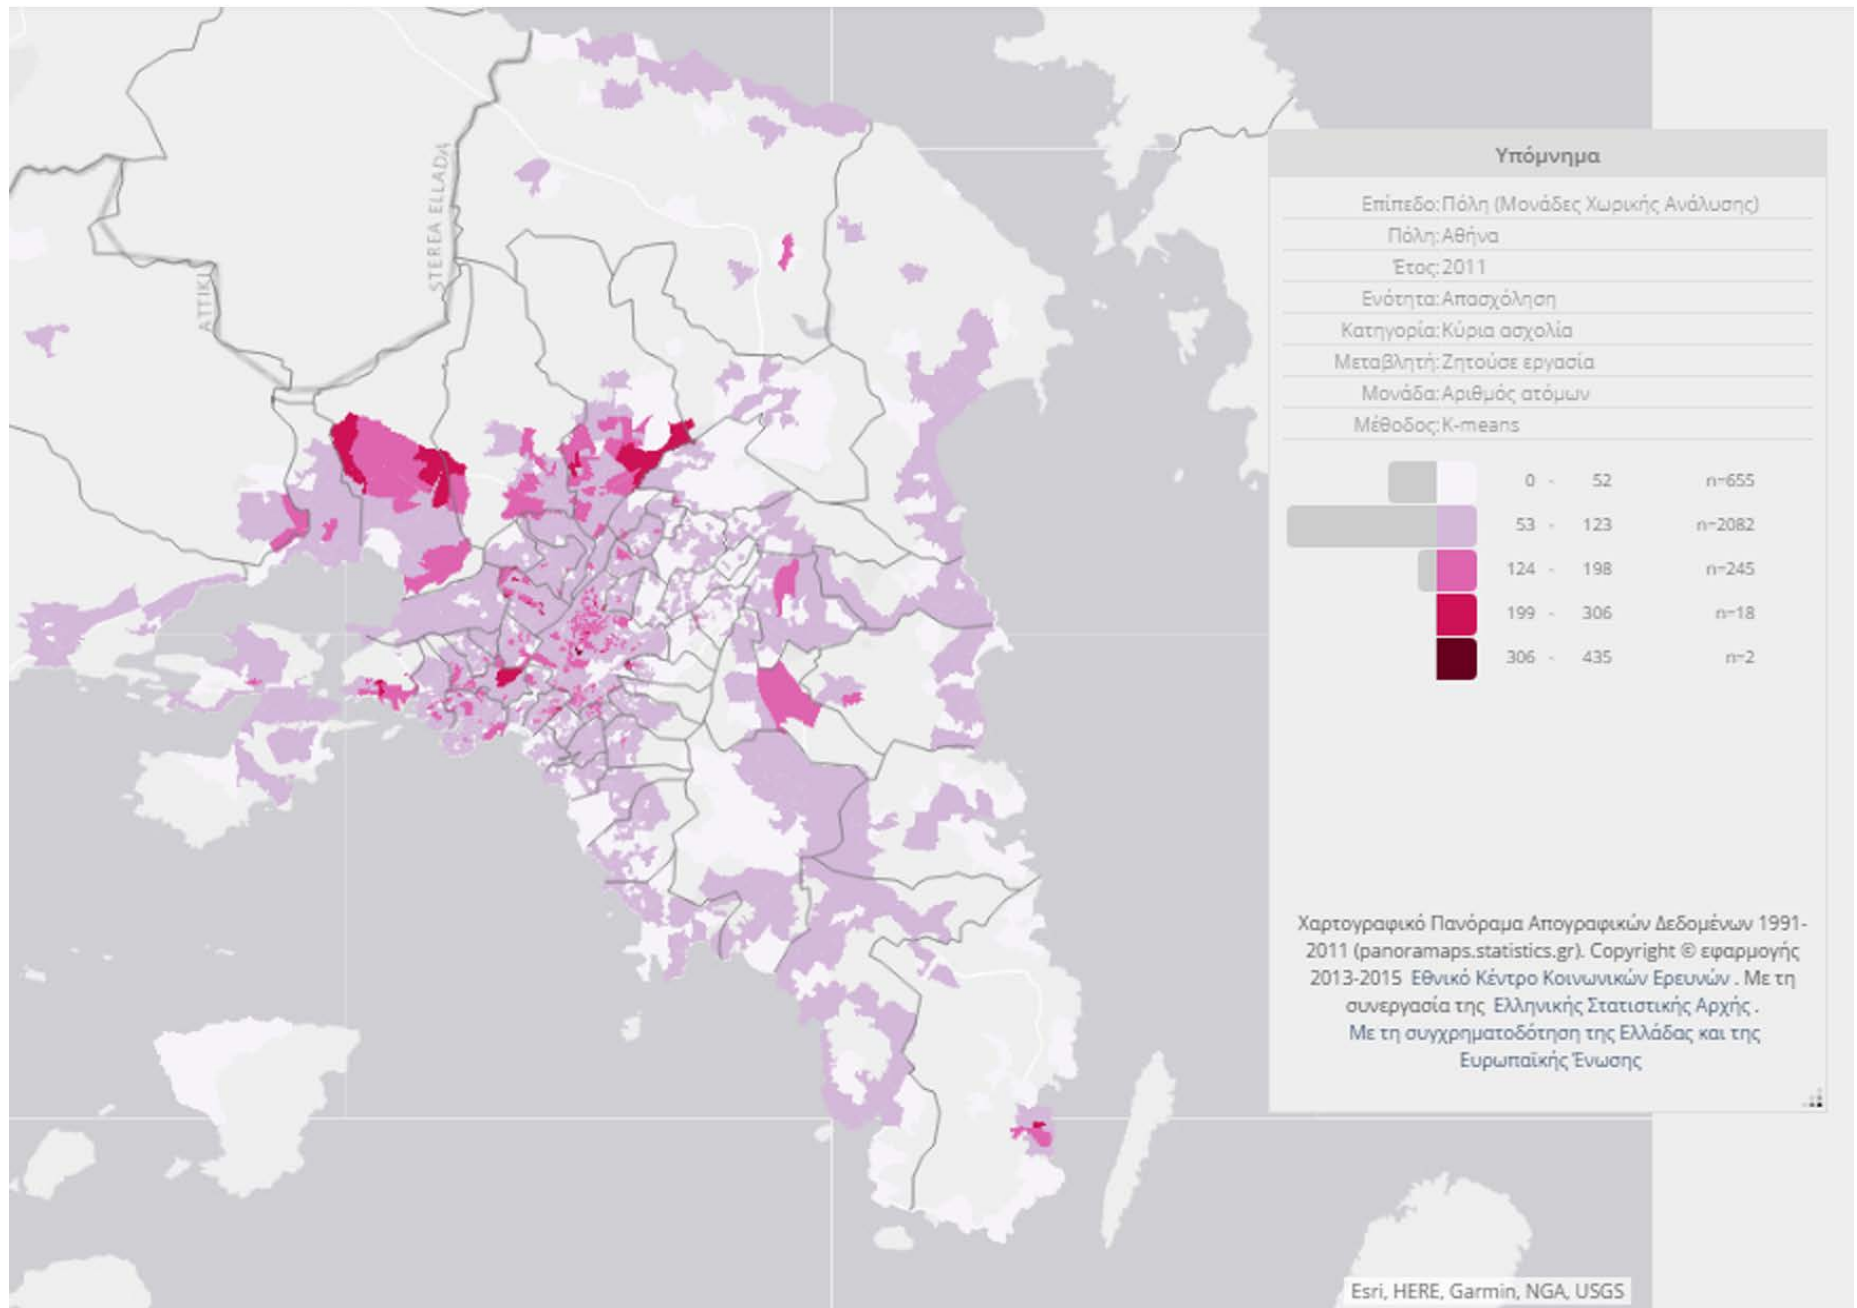 STEREA ELLADA
ATTIKI
Υπόμνημα
Επίπεδο: Πόλη (Μονάδες Χωρικής Ανάλυσης)
Πόλη: Αθήνα
Έτος: 2011
Ενότητα: Απασχόληση
Κατηγορία: Κύρια ασχολία
Μεταβλητή: Ζητούσε εργασία
Μονάδα: Αριθμός ατόμων
Μέθοδος: K-means
0 - 52 n=655
53 - 123 n=2082
124 - 198 n=245
199 - 306 n=18
306 - 435 n=2
Χαρτογραφικό Πανόραμα Απογραφικών Δεδομένων 1991-
2011 (panoramaps.statistics.gr). Copyright © εφαρμογής
2013-2015 Εθνικό Κέντρο Κοινωνικών Ερευνών . Με τη
συνεργασία της Ελληνικής Στατιστικής Αρχής .
Με τη συγχρηματοδότηση της Ελλάδας και της
Ευρωπαϊκής Ένωσης
Esri, HERE, Garmin, NGA, USGS